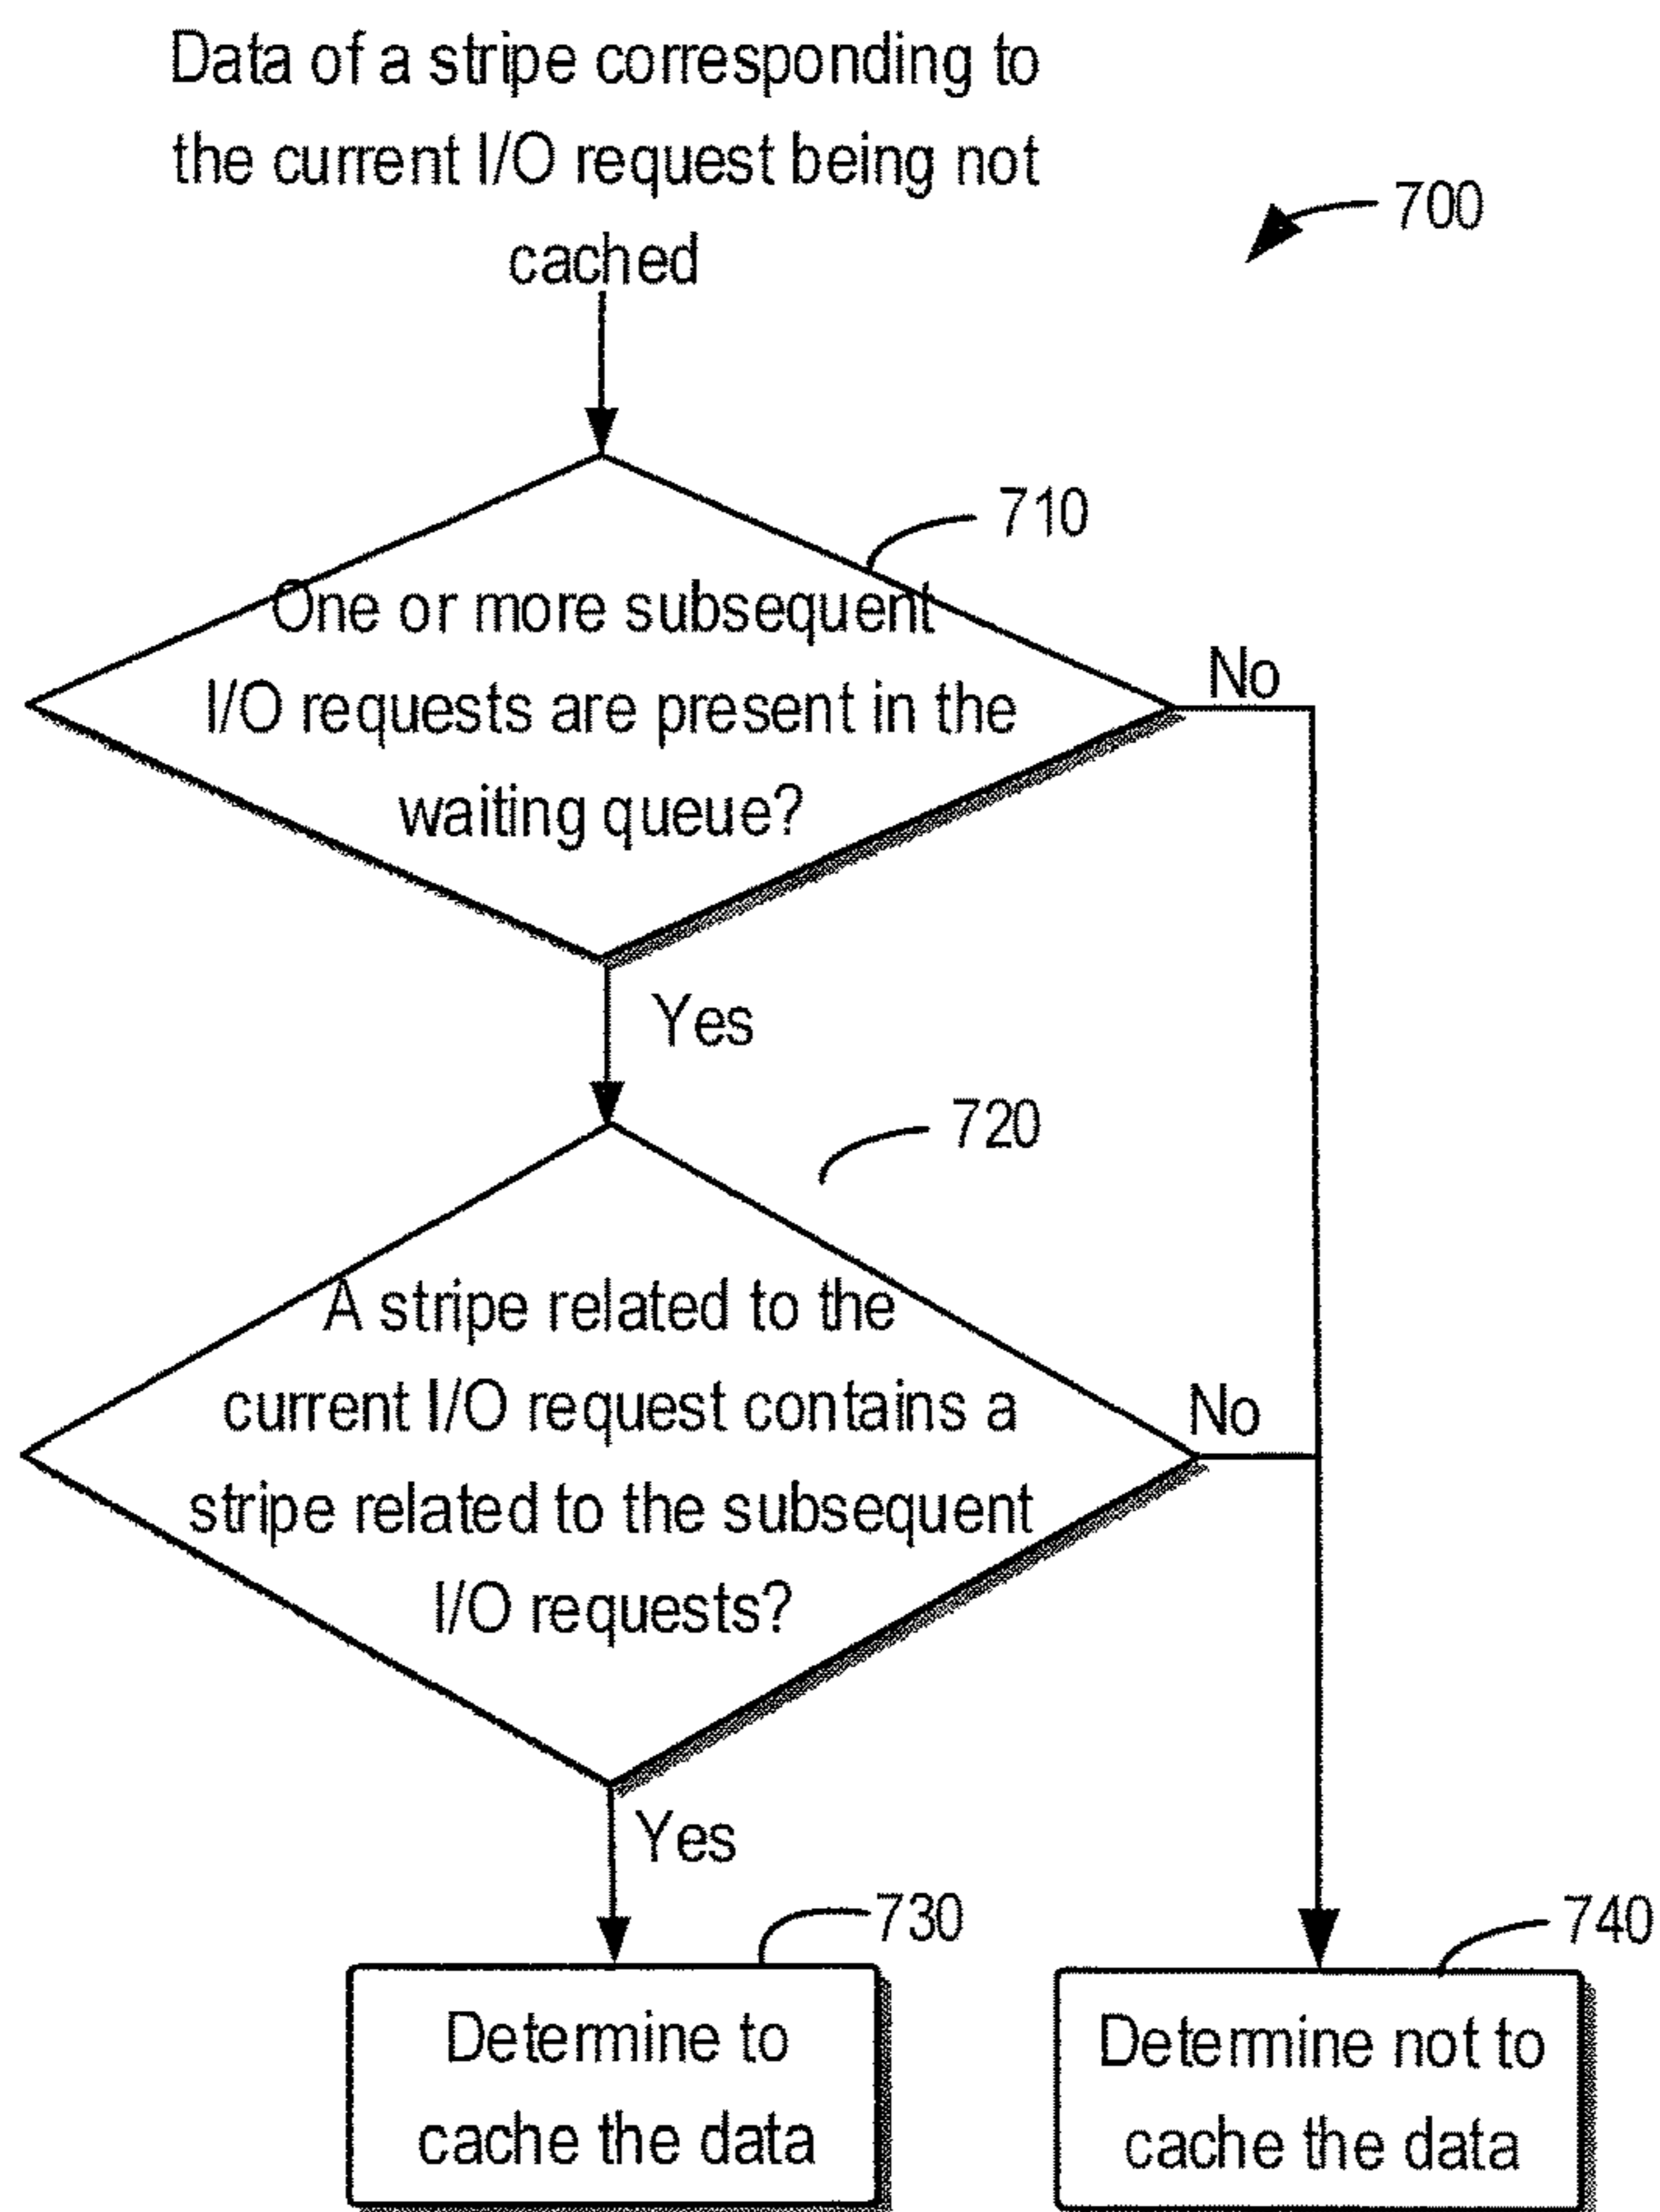 Data of a stripe corresponding to
the current I/O request being not
cached
700
710
One or more subsequent
I/O requests are present in the
waiting queue?
No
Yes
720
A stripe related to the
current I/O request contains a
stripe related to the subsequent
I/O requests?
No
Yes
730
740
Determine to
cache the data
Determine not to
cache the data